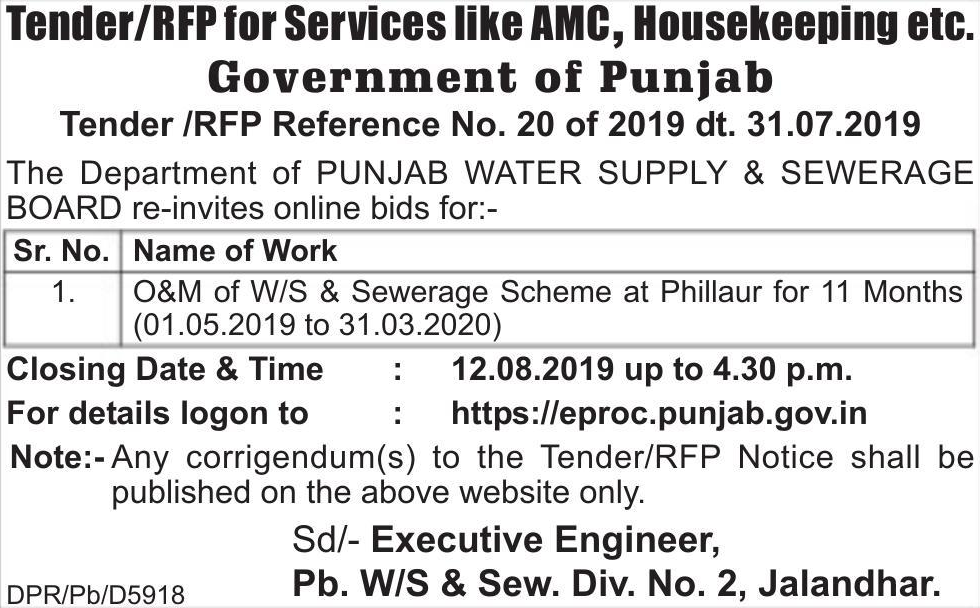 Tender/RFP for Services like AMC, Housekeeping etc.
Government of Punjab
Tender /RFP Reference No. 20 of 2019 dt. 31.07.2019
The Department of PUNJAB WATER SUPPLY & SEWERAGE
BOARD re-invites online bids for:-
Sr. No. Name of Work
1. O&M of W/S & Sewerage Scheme at Phillaur for 11 Months
(01.05.2019 to 31.03.2020)
Closing Date & Time : 12.08.2019 up to 4.30 p.m.
For details logon to : https://eproc.punjab.gov.in
Note:- Any corrigendum(s) to the Tender/RFP Notice shall be
published on the above website only.
Sd/- Executive Engineer,
Pb. W/S & Sew. Div. No. 2, Jalandhar.
DPR/Pb/D5918